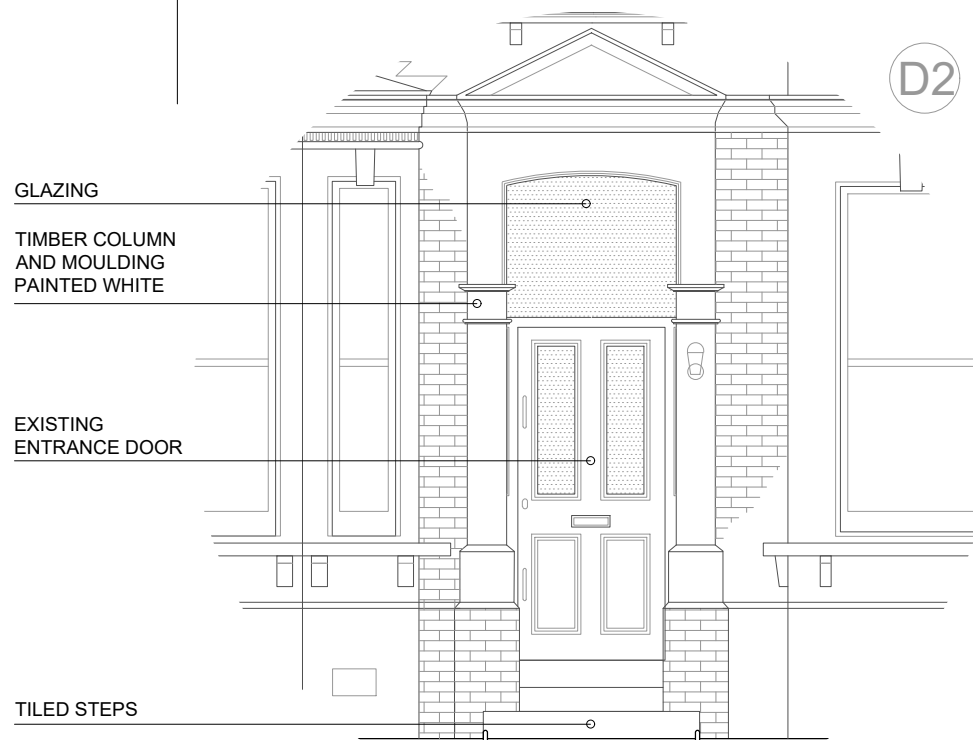 D2
GLAZING
TIMBER COLUMN
AND MOULDING
PAINTED WHITE
EXISTING
ENTRANCE DOOR
TILED STEPS